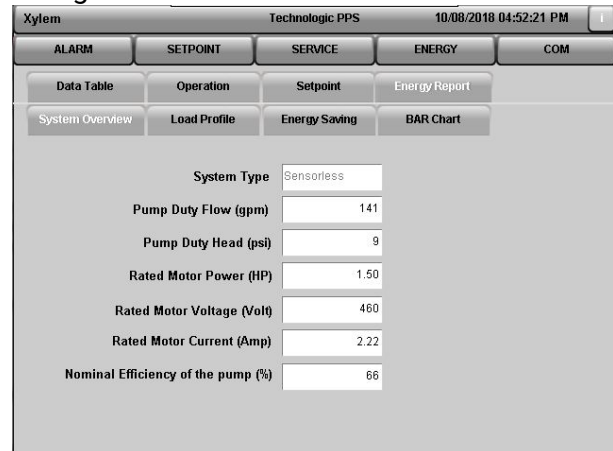 Xylem Technologic PPS 10/08/2018 04:52:21 PM
ALARM SETPOINT SERVICE ENERGY COM
Data Table Operation Setpoint Energy Report
System Overview Load Profile Energy Saving BAR Chart
System Type Sensorless
Pump Duty Flow (gpm) 141
Pump Duty Head (psi) 9
Rated Motor Power (HP) 1.50
Rated Motor Voltage (Volt) 460
Rated Motor Current (Amp) 2.22
Nominal Efficiency of the pump (%) 66